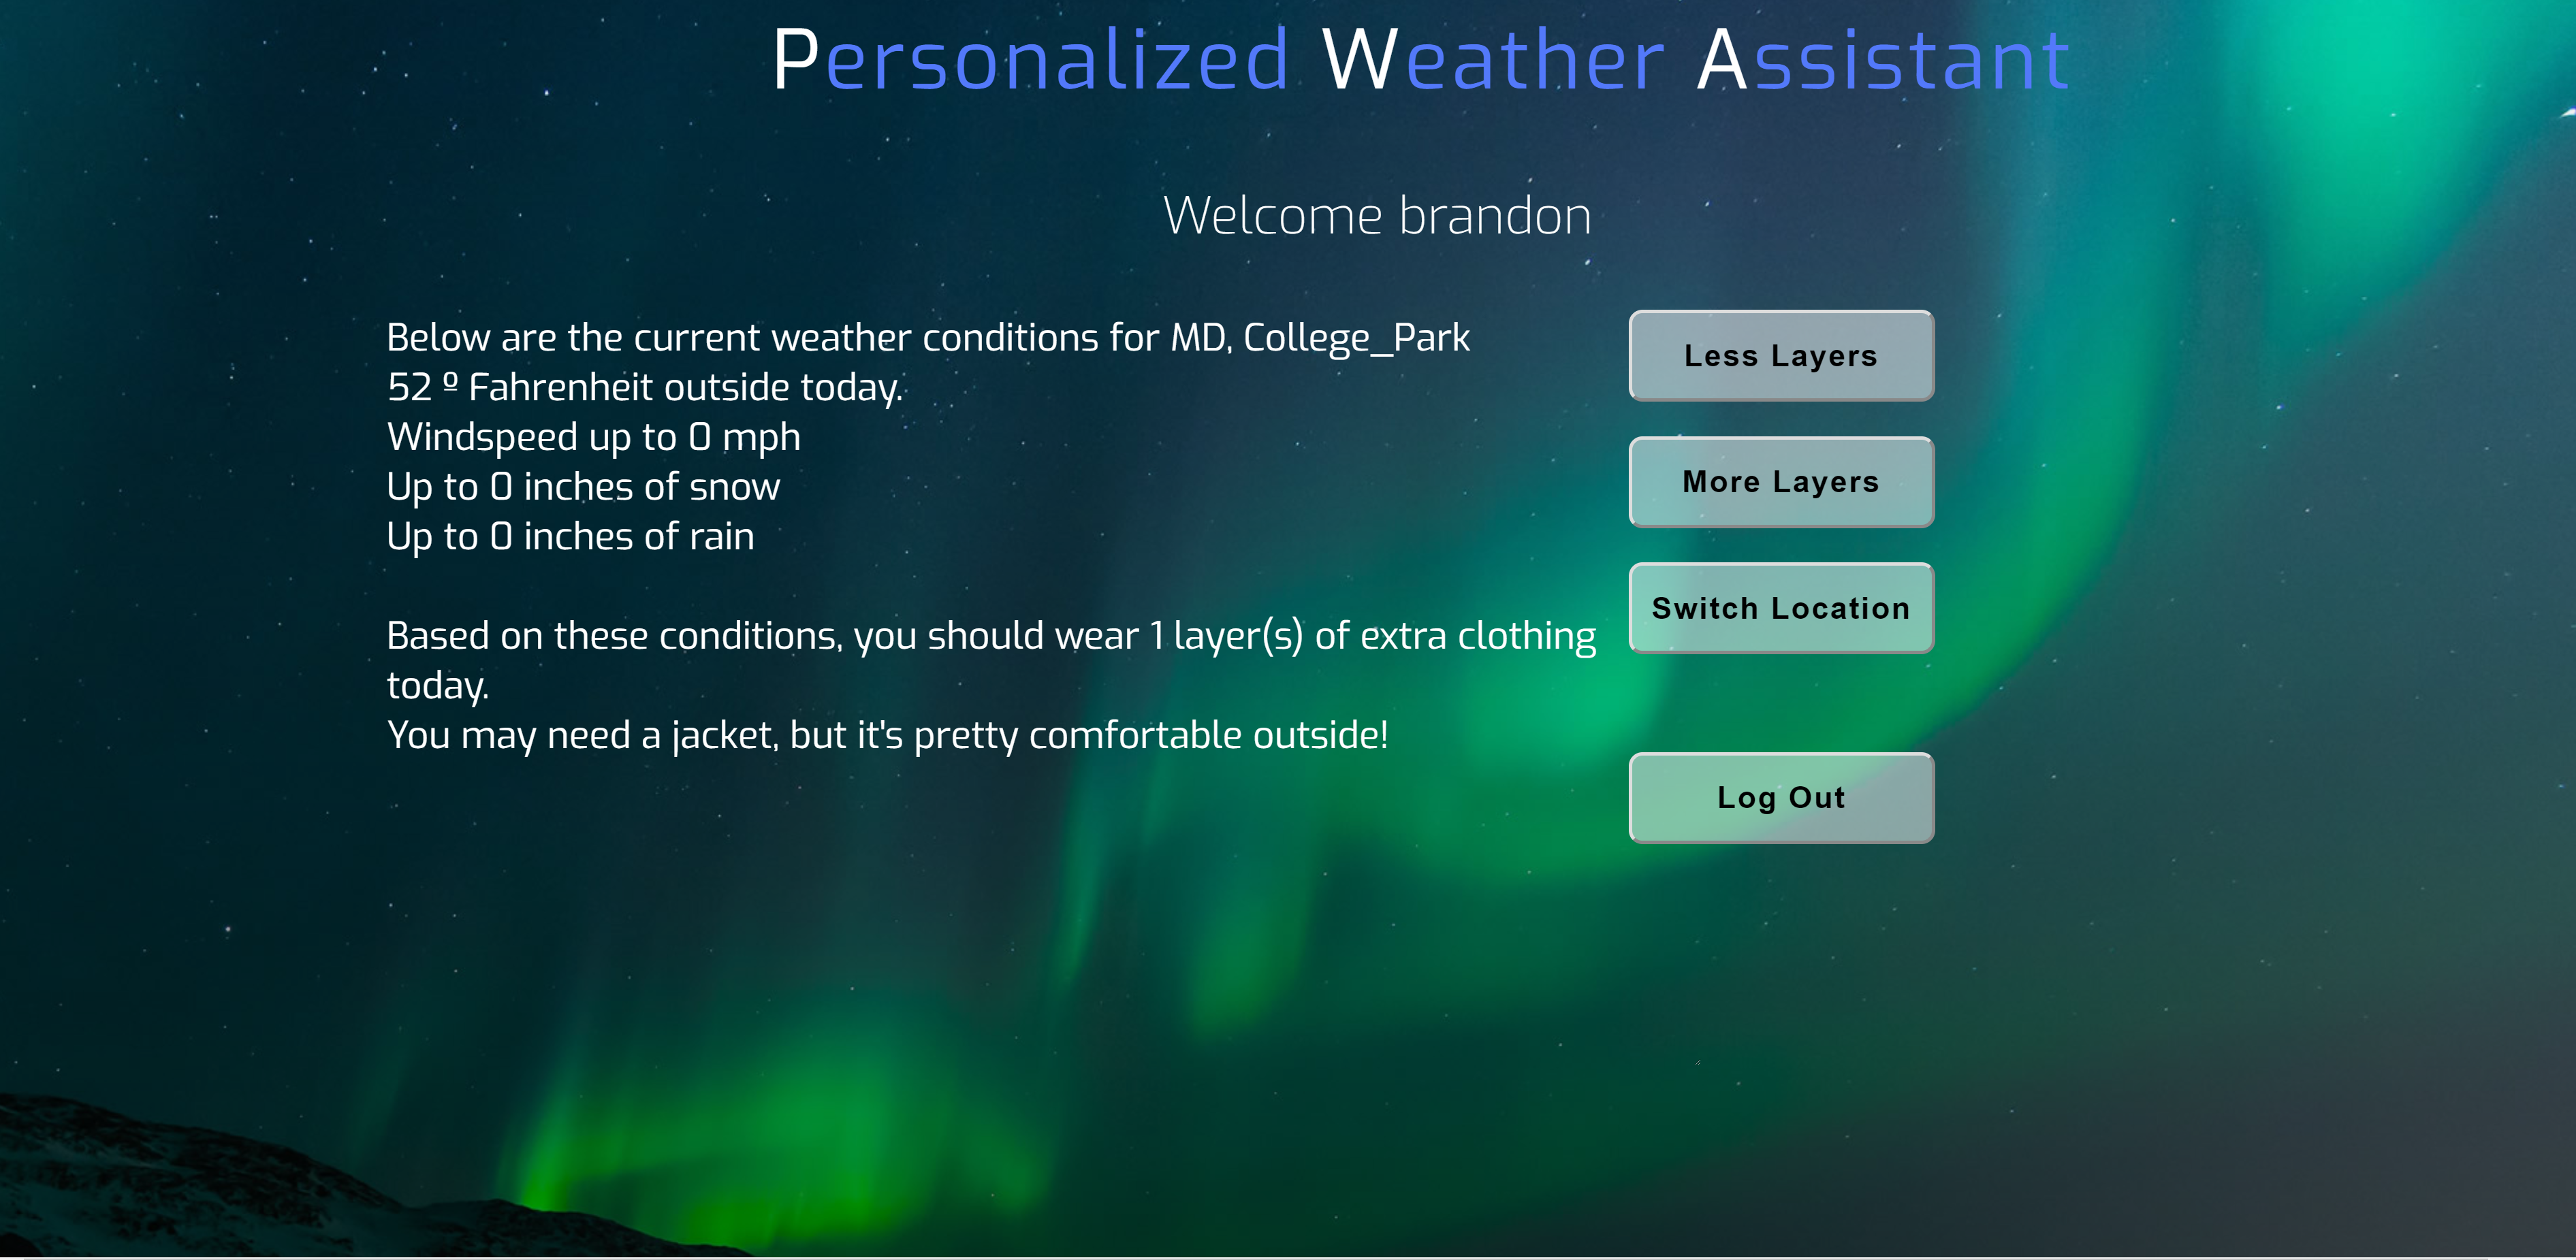 Personalized Weather Assistant
Welcome brandon
Below are the current weather conditions for MD, College_Park
52 º Fahrenheit outside today.
Windspeed up to 0 mph
Up to 0 inches of snow
Up to 0 inches of rain
Based on these conditions, you should wear 1 layer(s) of extra clothing
today.
You may need a jacket, but it's pretty comfortable outside!
Less Layers
More Layers
Switch Location
Log Out